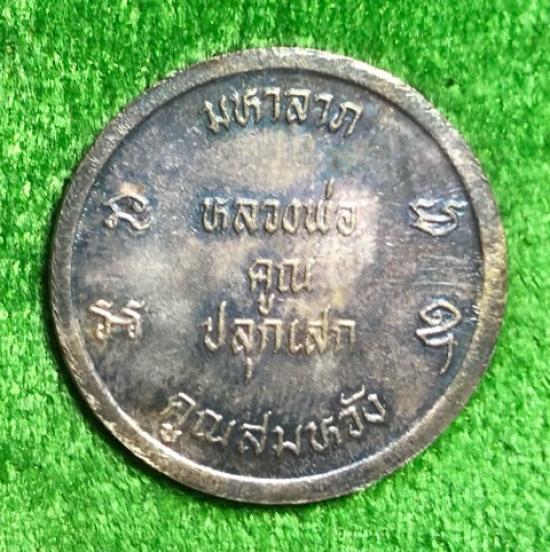 มหาลาภ
หลวงพ่อ
คูณ
ปลุกเสก
คูณสมหวัง